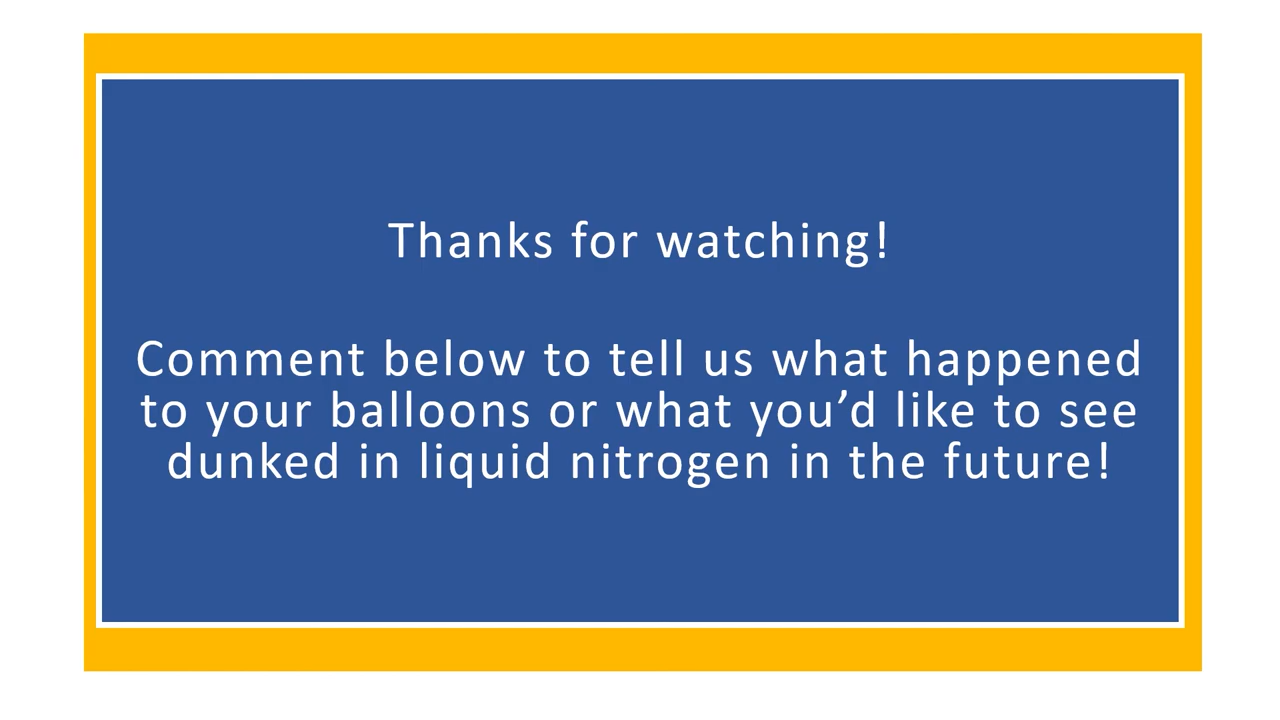 Thanks for watching!
Comment below to tell us what happened
to your balloons or what you’d like to see
dunked in liquid nitrogen in the future!